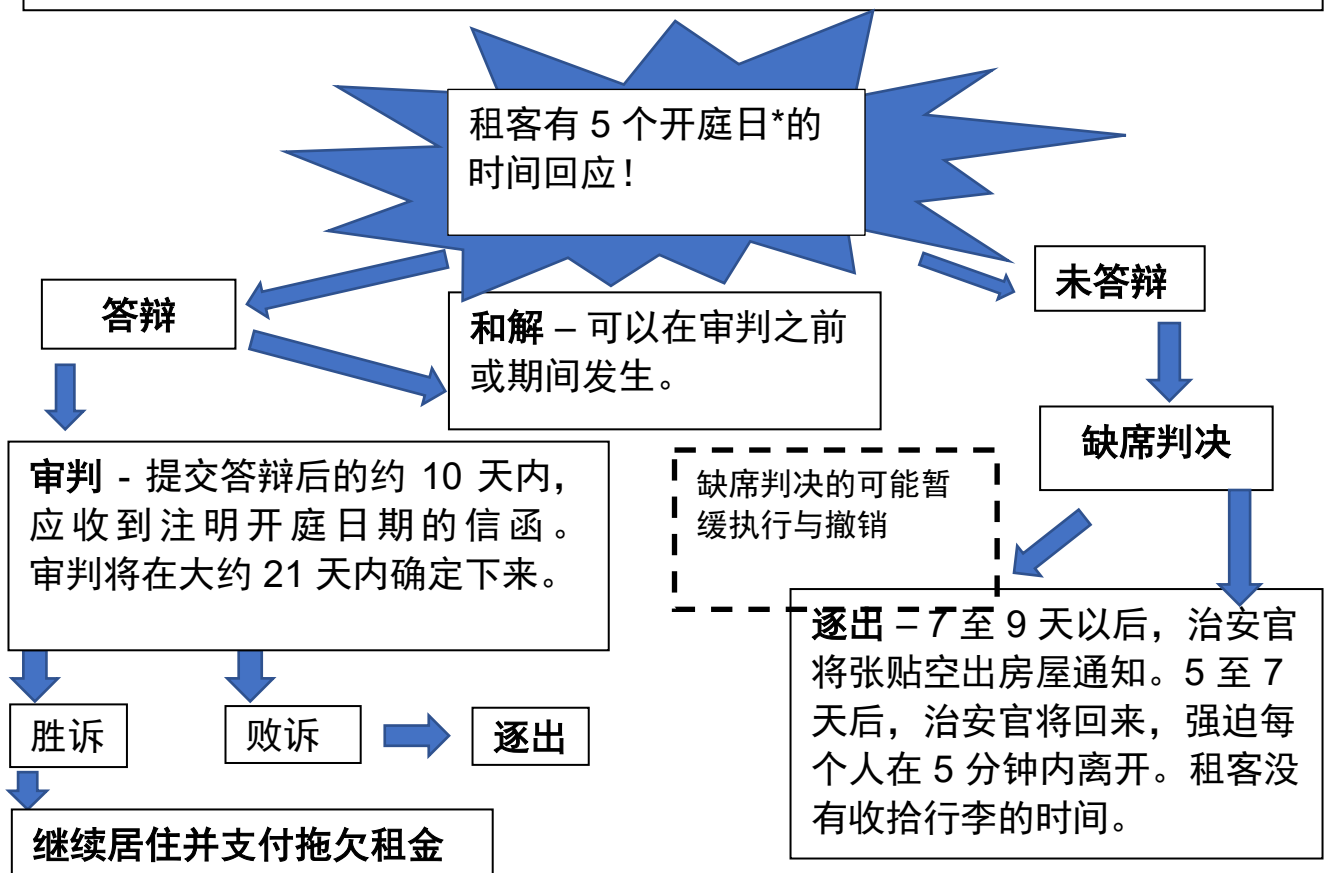 租客有 5 个开庭日*的
时间回应！
答辩
未答辩
和解 – 可以在审判之前
或期间发生。
缺席判决
审判 - 提交答辩后的约 10 天内，
应收到注明开庭日期的信函。
审判将在大约 21 天内确定下来。
缺席判决的可能暂
缓执行与撤销
逐出 – 7 至 9 天以后，治安官
将张贴空出房屋通知。5 至 7
天后，治安官将回来，强迫每
个人在 5 分钟内离开。租客没
有收拾行李的时间。
胜诉
败诉
逐出
继续居住并支付拖欠租金